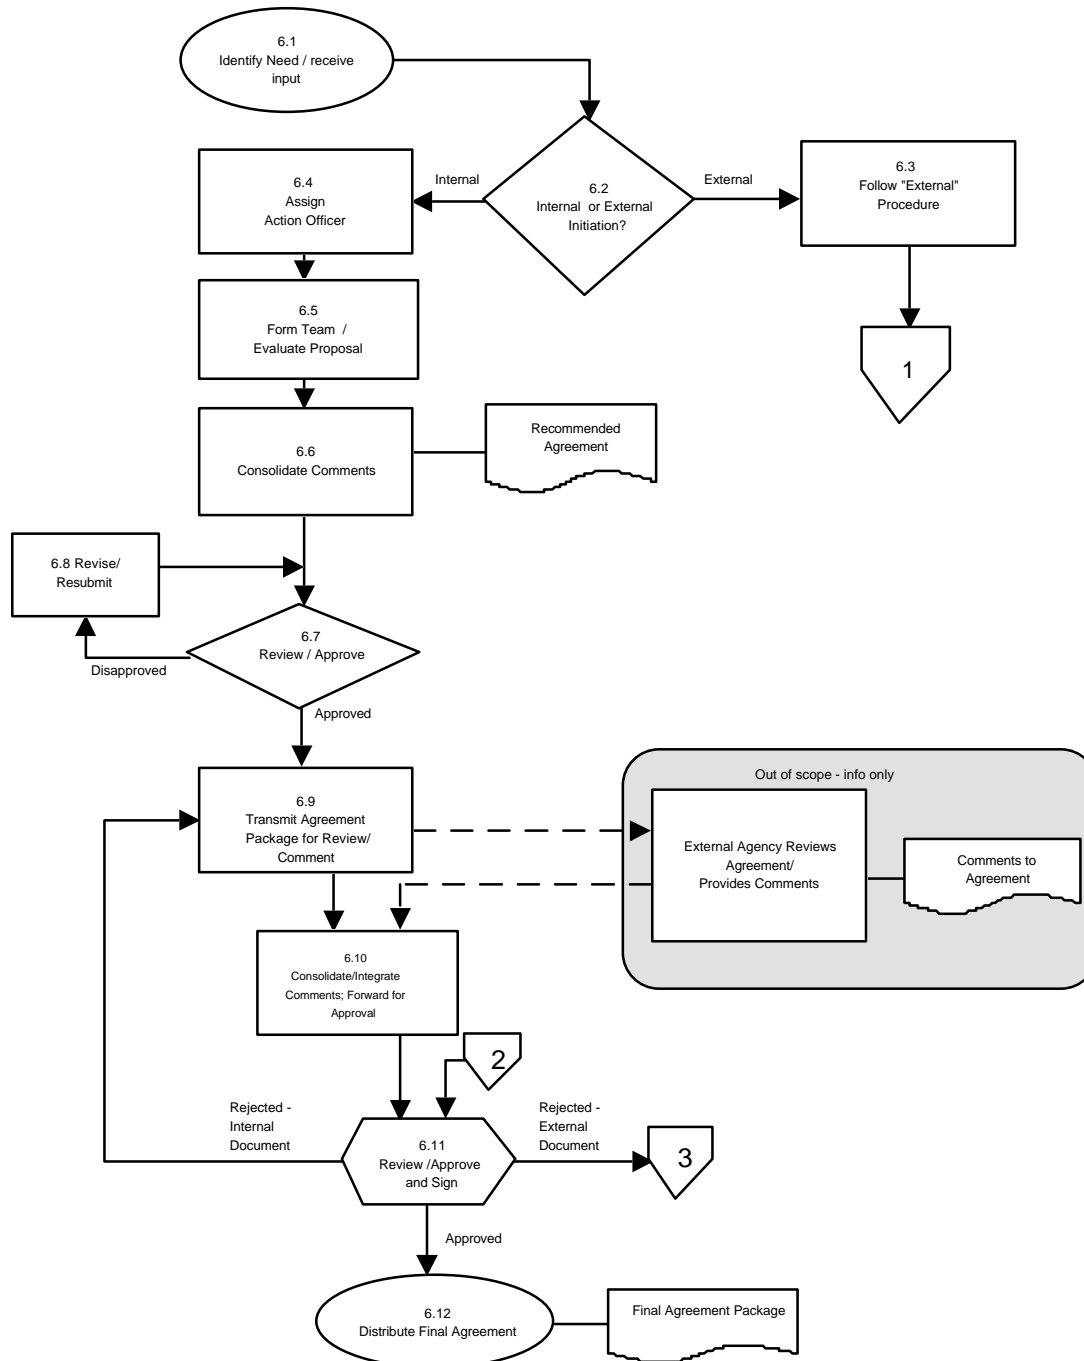 6.1
Identify Need / receive
input
6.4
Assign
Action Officer
Internal
6.2
Internal or External
Initiation?
External
6.3
Follow "External"
Procedure
6.5
Form Team /
Evaluate Proposal
1
6.6
Consolidate Comments
Recommended
Agreement
6.8 Revise/
Resubmit
6.7
Review / Approve
Disapproved
Approved
6.9
Transmit Agreement
Package for Review/
Comment
Out of scope - info only
External Agency Reviews
Agreement/
Provides Comments
Comments to
Agreement
6.10
Consolidate/Integrate
Comments; Forward for
Approval
2
Rejected -
Internal
Document
6.11
Review /Approve
and Sign
Rejected -
External
Document
3
Approved
6.12
Distribute Final Agreement
Final Agreement Package